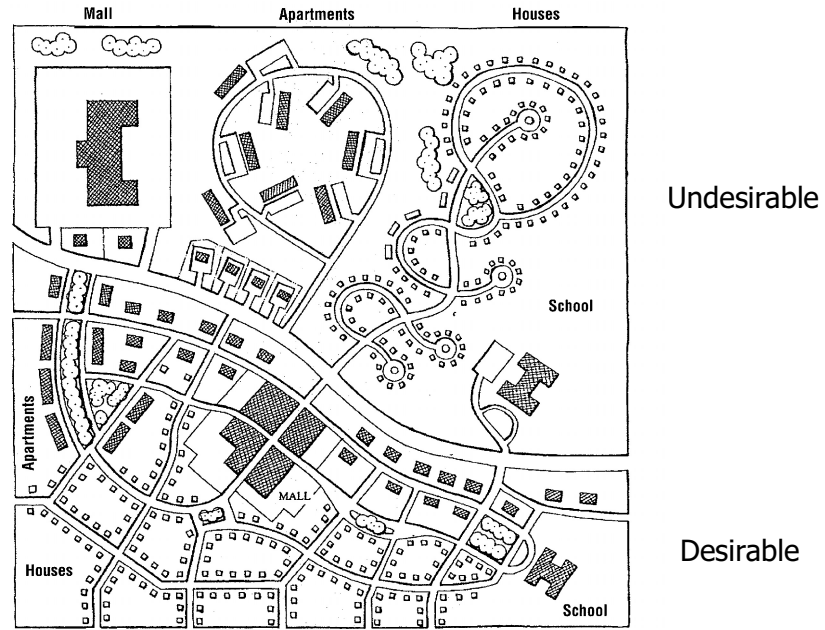 Mall
Apartments
Houses
Undesirable
School
Apartments
MALL
Desirable
Houses
School